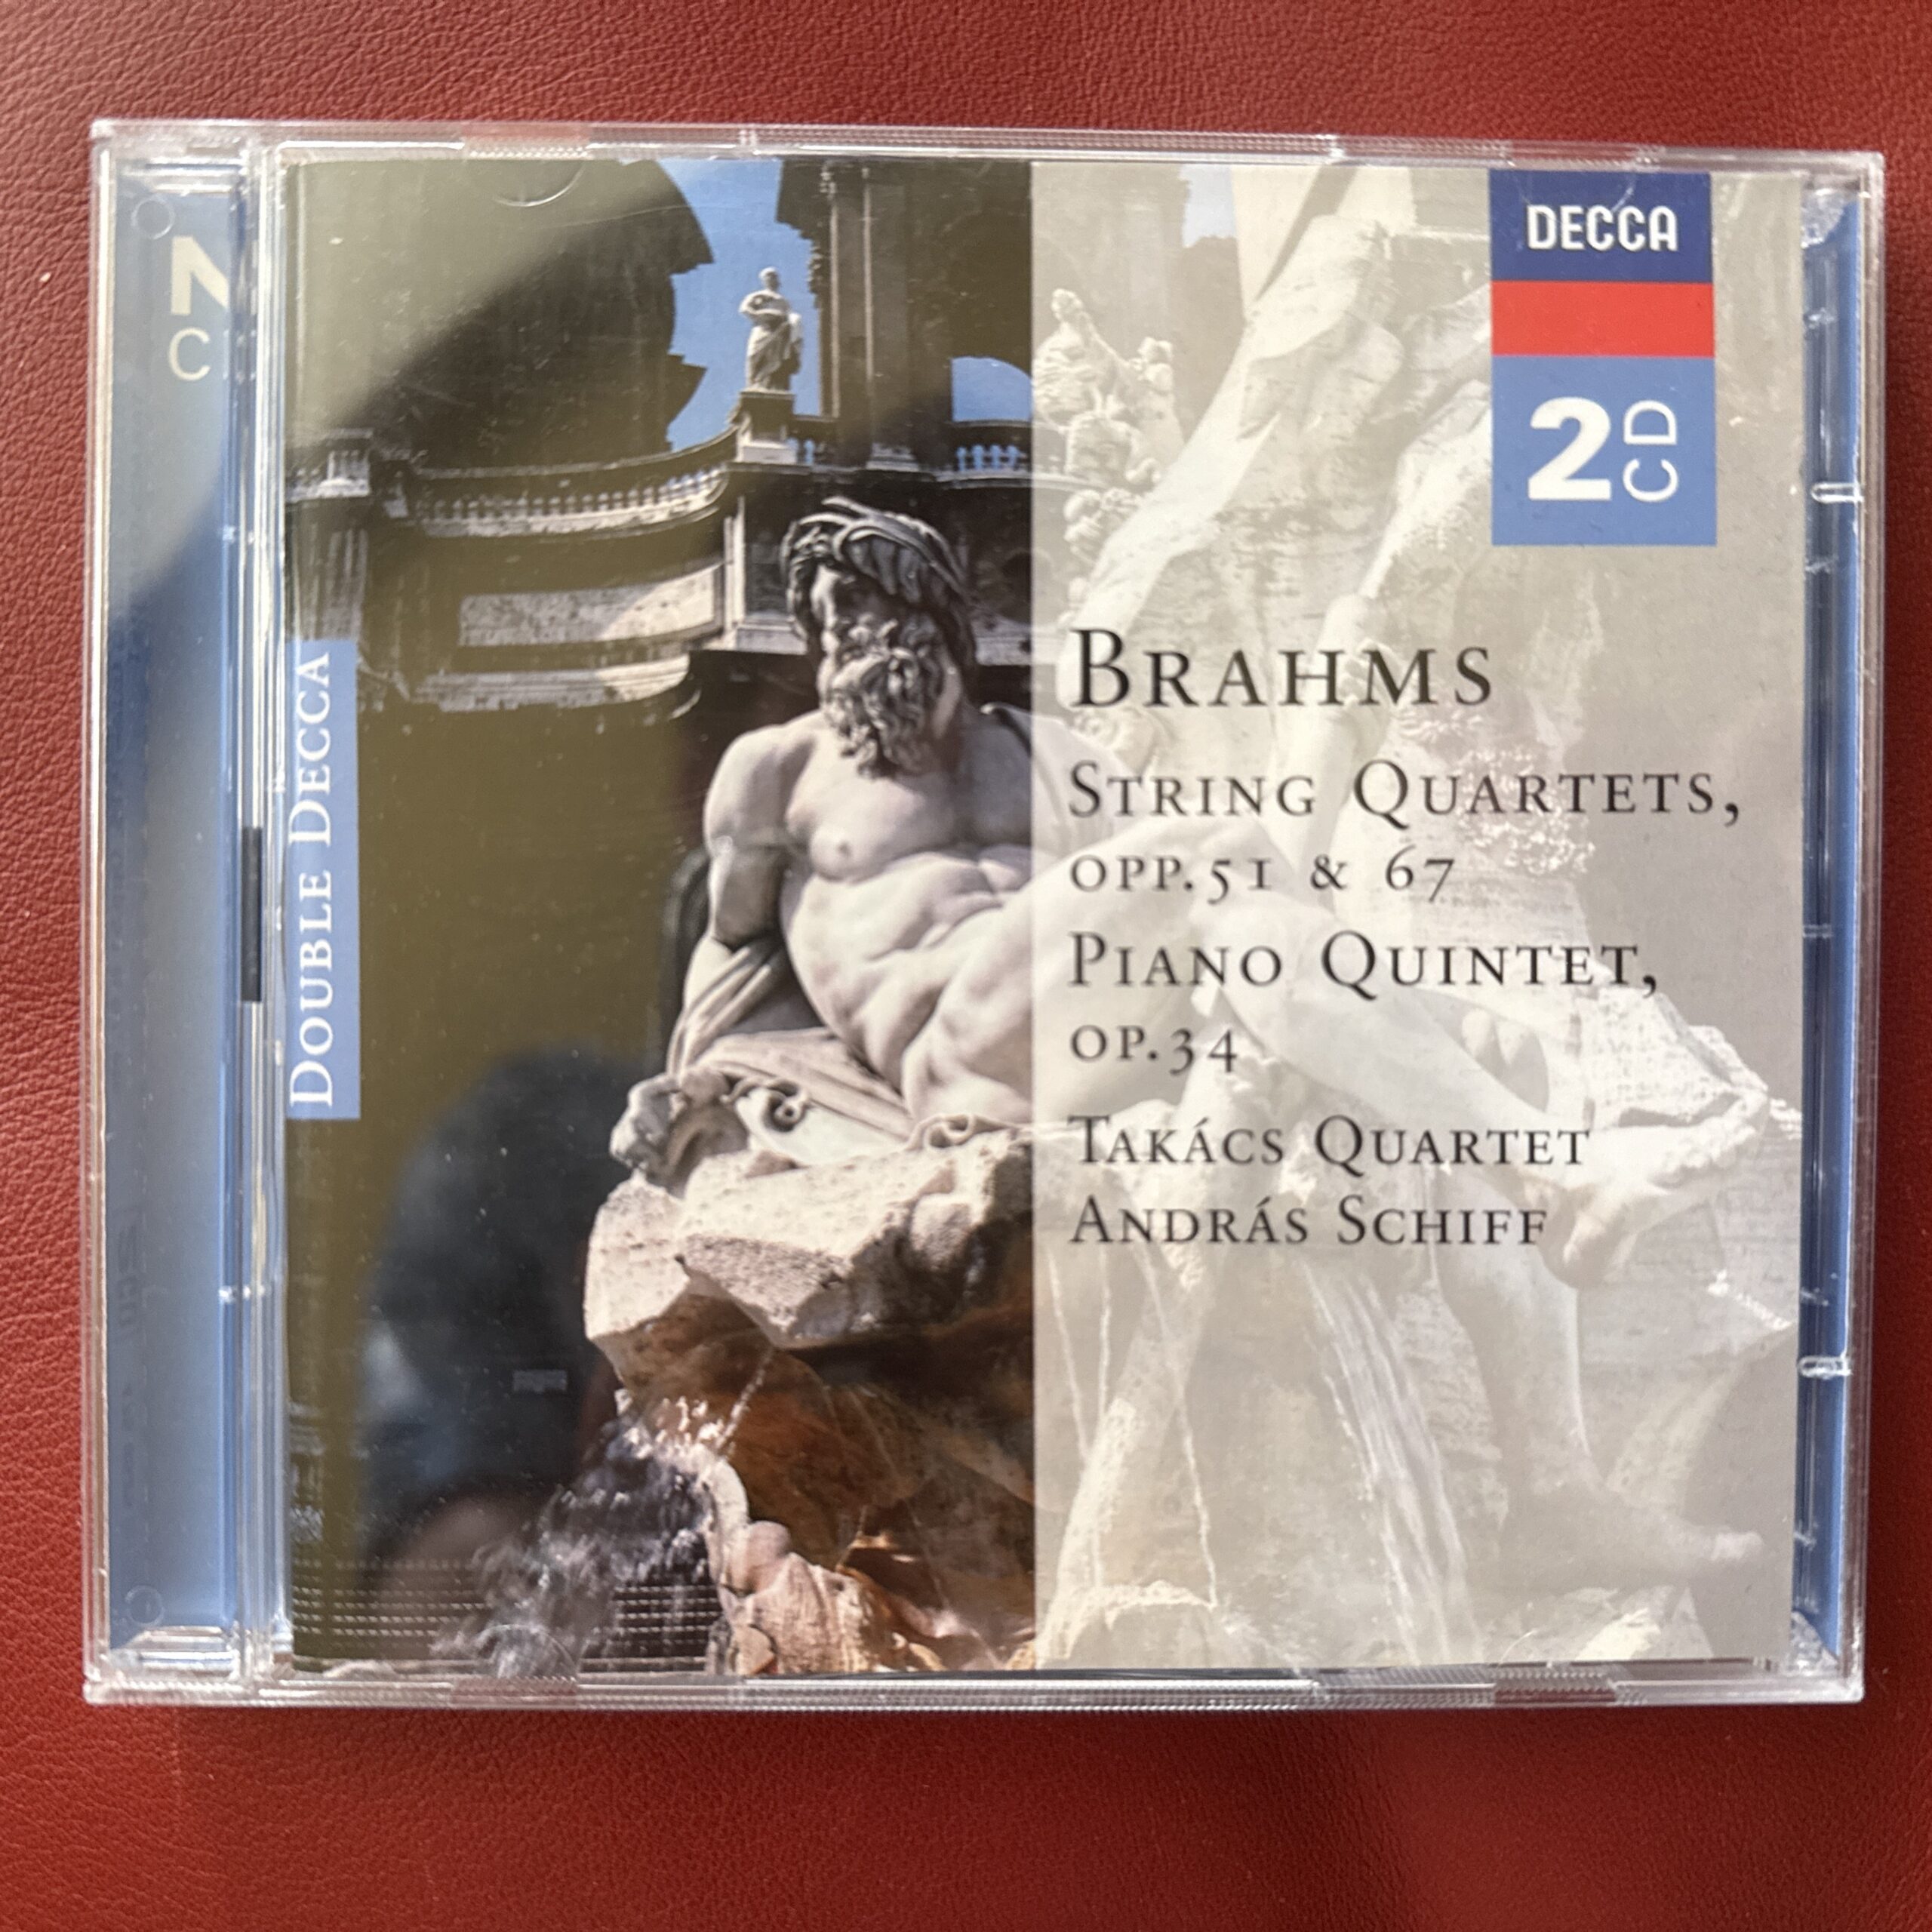 DECCA
2 CD
DOUBLE DECCA
BRAHMS
STRING QUARTETS,
OPP.51 & 67
PIANO QUINTET,
OP.34
TAKÁCS QUARTET
ANDRÁS SCHIFF